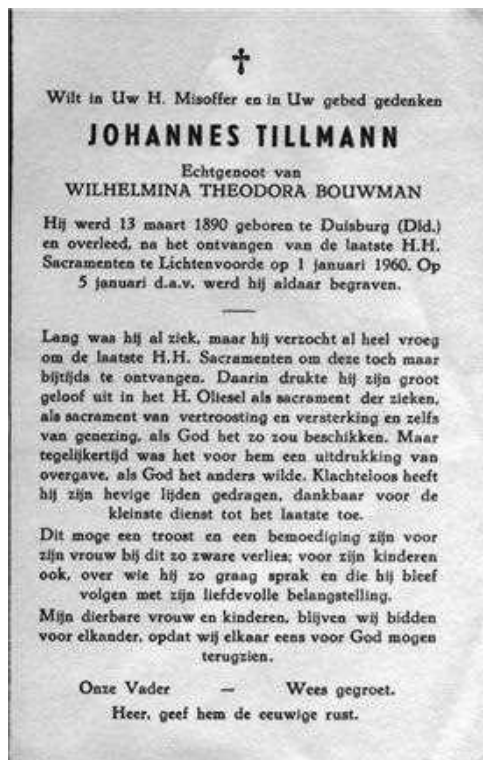 Wilt in Uw H. Misoffer en in Uw gebed gedenken
JOHANNES TILLMANN
Echtgenoot van
WILHELMINA THEODORA BOUWMAN
Hij werd 13 maart 1890 geboren te Duisburg (Dld.)
en overleed, na het ontvangen van de laatste H.H.
Sacramenten te Lichtenvoorde op 1 januari 1960. Op
5 januari d.a.v. werd hij aldaar begraven.
Lang was hij al ziek, maar hij verzocht al heel vroeg
om de laatste H.H. Sacramenten om deze toch maar
bijtijds te ontvangen. Daarin drukte hij zijn groot
geloof uit in het H. Oliesel als sacrament der zieken,
als sacrament van vertroosting en versterking en zelfs
van genezing, als God het zo zou beschikken. Maar
tegelijkertijd was het voor hem een uitdrukking van
overgave, als God het anders wilde. Klachteloos heeft
hij zijn hevige lijden gedragen, dankbaar voor de
kleinste dienst tot het laatste toe.
Dit moge een troost en een bemoediging zijn voor
zijn vrouw bij dit zo zware verlies; voor zijn kinderen
ook, over wie hij zo graag sprak en die hij bleef
volgen met zijn liefdevolle belangstelling.
Mijn dierbare vrouw en kinderen, blijven wij bidden
voor elkander, opdat wij elkaar eens voor God mogen
terugzien.
Onze Vader — Wees gegroet.
Heer, geef hem de eeuwige rust.